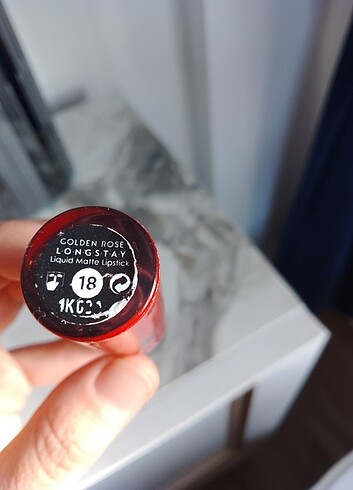 GOLDEN ROSE
LONGSTAY
Liquid Matte Lipstick
18